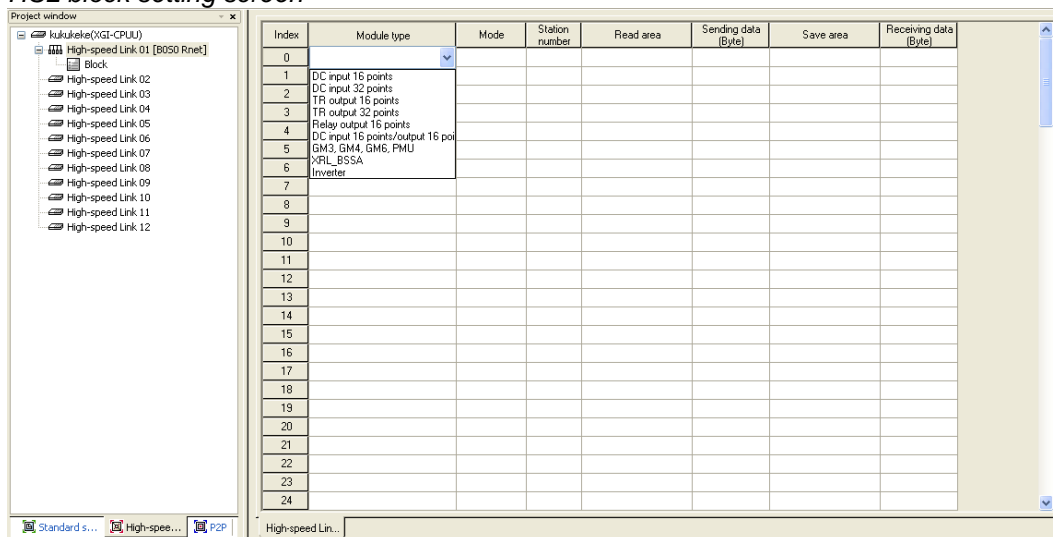 HSL block setting screen
Project window
kukukeke(XGI-CPUU)
High-speed Link 01 [B0S0 Rnet]
Block
High-speed Link 02
High-speed Link 03
High-speed Link 04
High-speed Link 05
High-speed Link 06
High-speed Link 07
High-speed Link 08
High-speed Link 09
High-speed Link 10
High-speed Link 11
High-speed Link 12
Standard s... High-spee... P2P
Index Module type Mode Station number Read area Sending data (Byte) Save area Receiving data (Byte)
0
1 DC input 16 points
DC input 32 points
2 TR output 16 points
3 TR output 32 points
Relay output 16 points
4 DC input 16 points/output 16 poi
5 GM3, GM4, GM6, PMU
XRL_BSSA
6 Inverter
7
8
9
10
11
12
13
14
15
16
17
18
19
20
21
22
23
24
High-speed Lin...